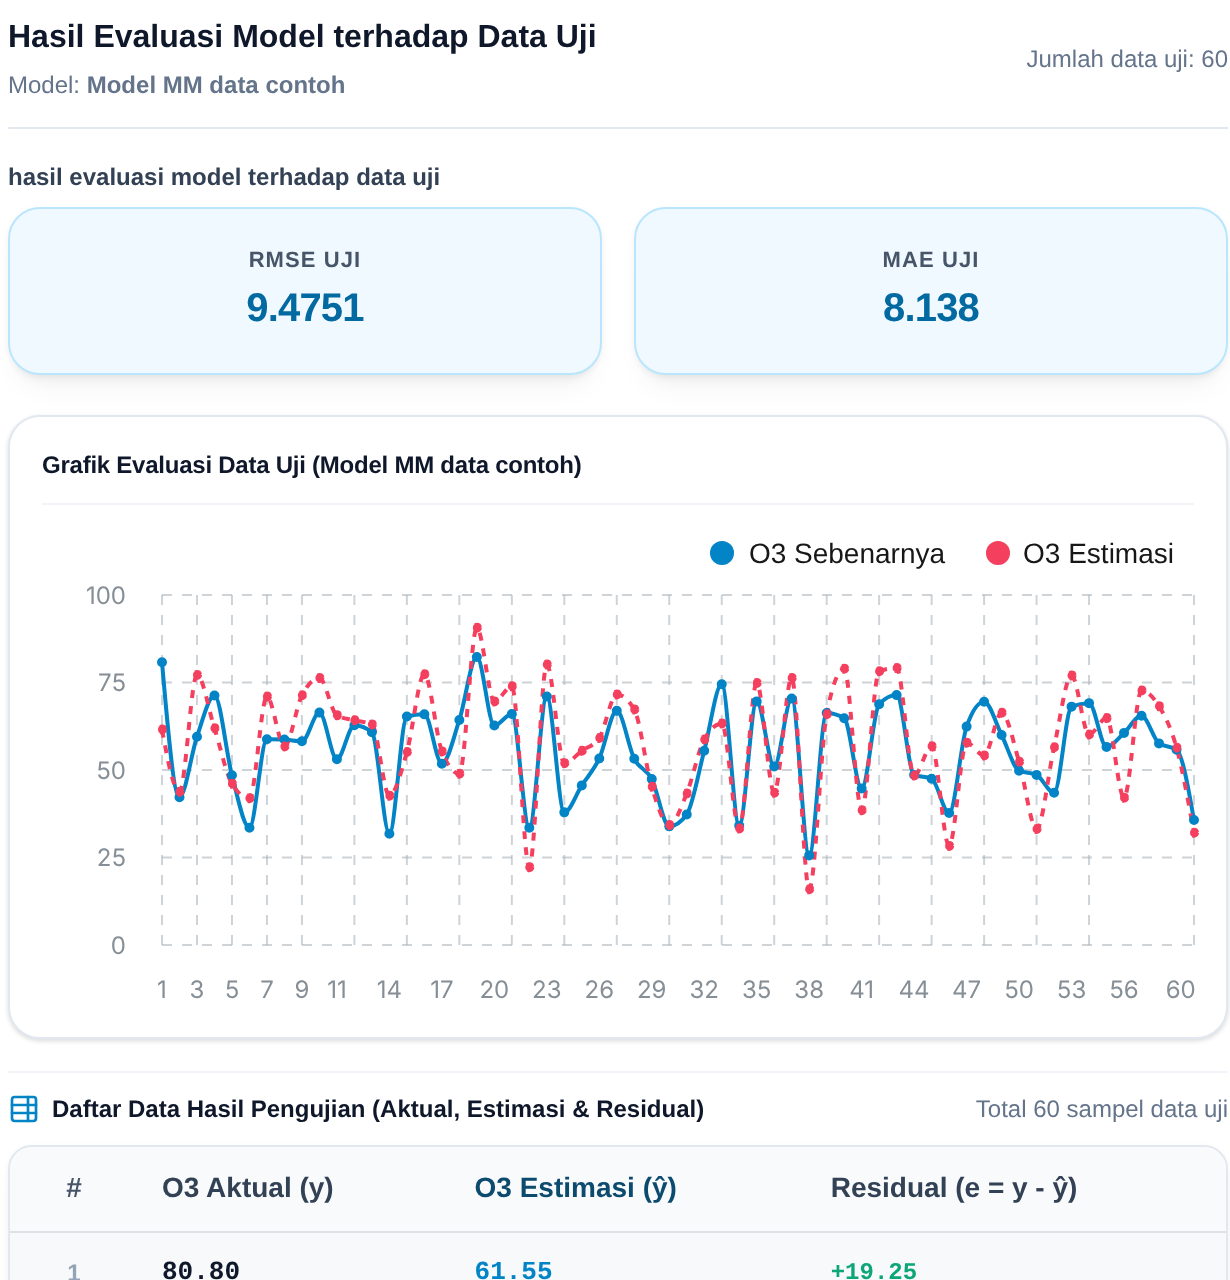 Hasil Evaluasi Model terhadap Data Uji
Model: Model MM data contoh
Jumlah data uji: 60
hasil evaluasi model terhadap data uji
RMSE UJI
9.4751
MAE UJI
8.138
Grafik Evaluasi Data Uji (Model MM data contoh)
O3 Sebenarnya
O3 Estimasi
100
75
50
25
0
1 3 5 7 9 11 14 17 20 23 26 29 32 35 38 41 44 47 50 53 56 60
Daftar Data Hasil Pengujian (Aktual, Estimasi & Residual)
Total 60 sampel data uji
# O3 Aktual (y) O3 Estimasi (ŷ) Residual (e = y - ŷ)
1 80.80 61.55 +19.25